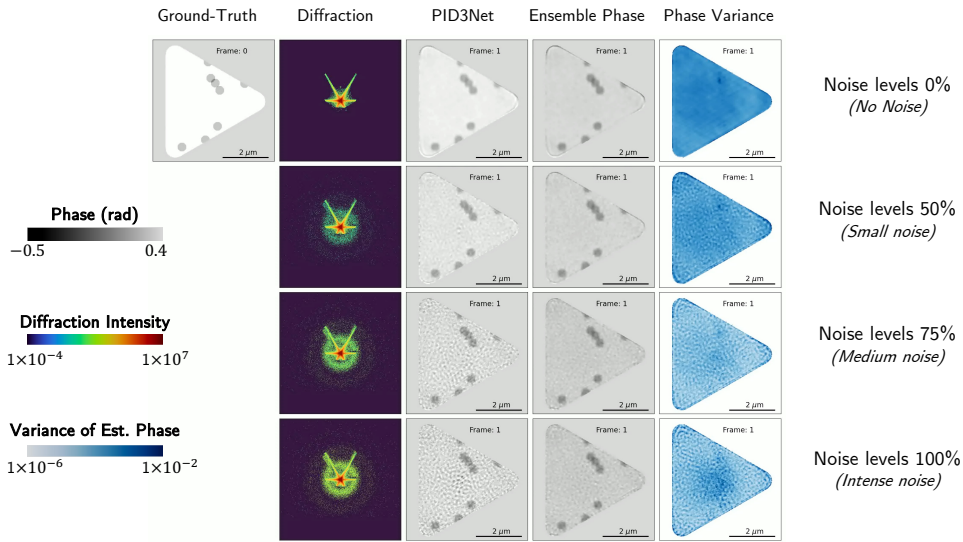 Ground-Truth Diffraction PID3Net Ensemble Phase Phase Variance
Frame: 0 Frame: 1 Frame: 1 Frame: 1
2 μm 2 μm 2 μm 2 μm
Noise levels 0%
(No Noise)
Frame: 1 Frame: 1 Frame: 1
2 μm 2 μm 2 μm
Noise levels 50%
(Small noise)
Phase (rad)
−0.5 0.4
Frame: 1 Frame: 1 Frame: 1
2 μm 2 μm 2 μm
Noise levels 75%
(Medium noise)
Diffraction Intensity
1×10⁻⁴ 1×10⁷
Frame: 1 Frame: 1 Frame: 1
2 μm 2 μm 2 μm
Noise levels 100%
(Intense noise)
Variance of Est. Phase
1×10⁻⁶ 1×10⁻²